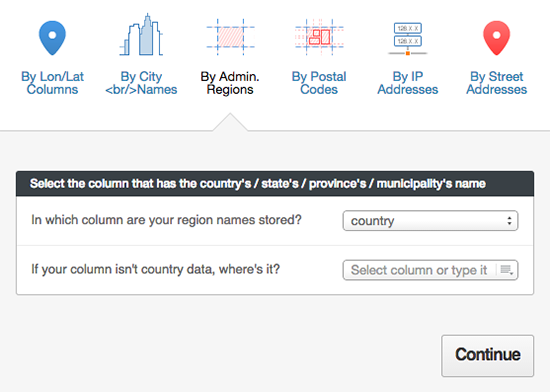 By Lon/Lat
Columns
By City
<br/>Names
By Admin.
Regions
By Postal
Codes
128.X.X
128.X.X
By IP
Addresses
By Street
Addresses
Select the column that has the country's / state's / province's / municipality's name
In which column are your region names stored?
country
If your column isn't country data, where's it?
Select column or type it
Continue